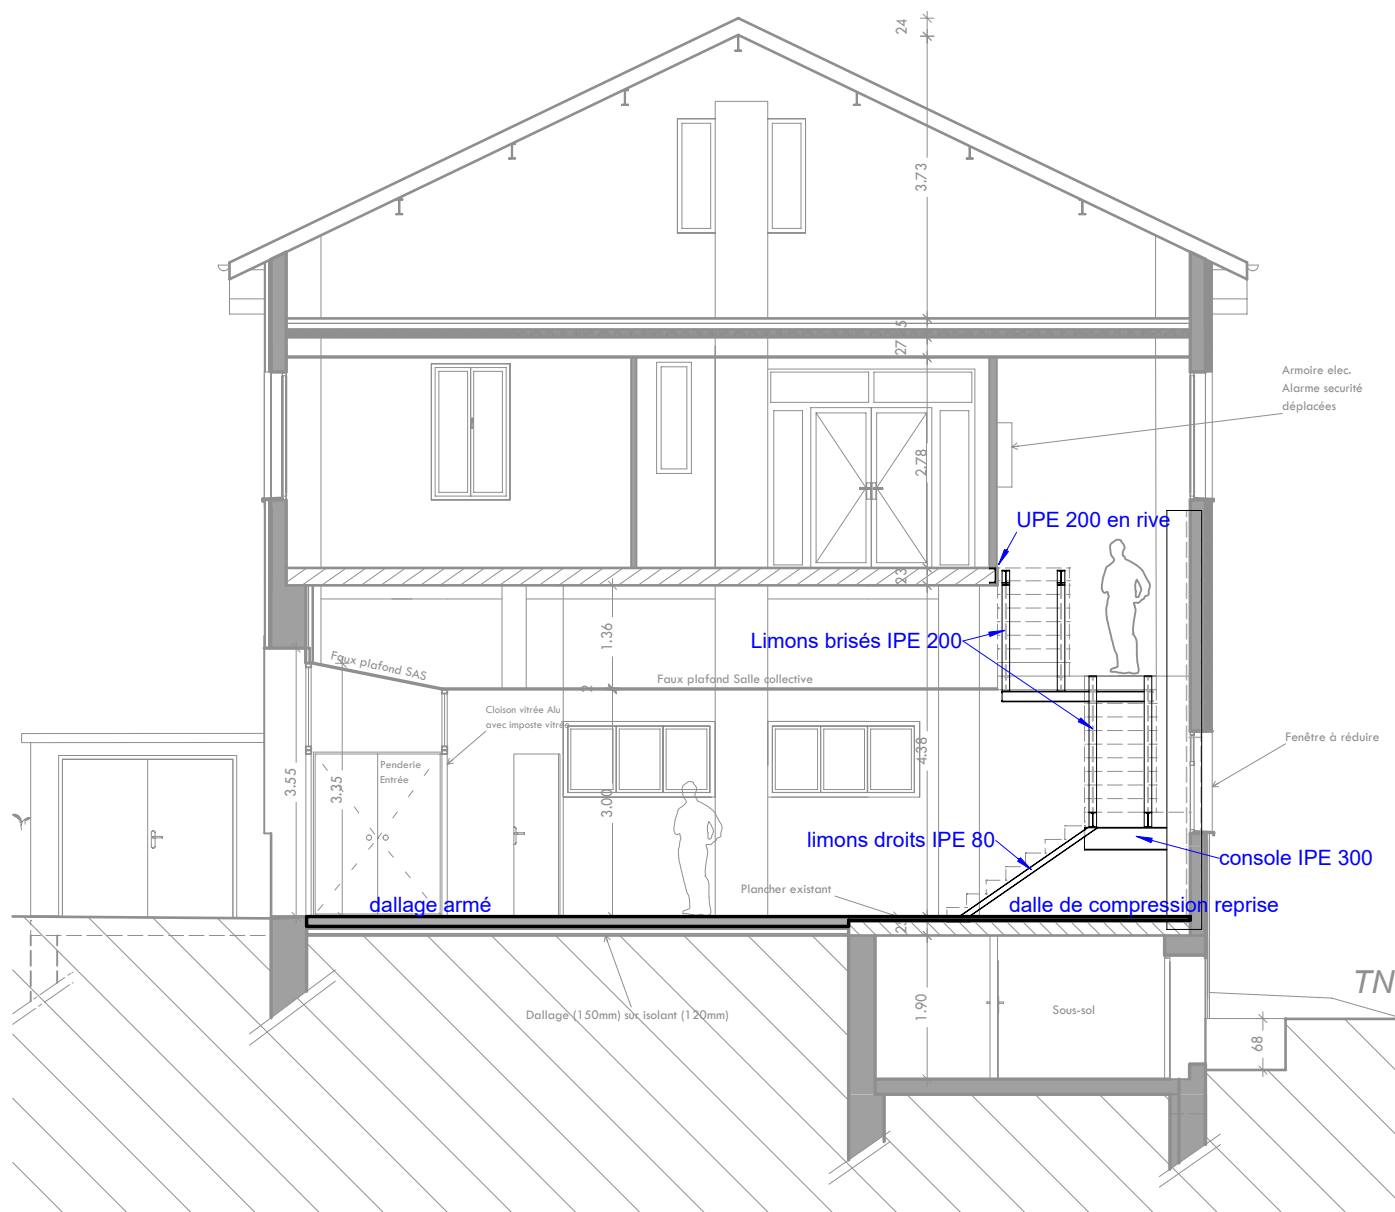 24
3.73
5
27
Armoire elec.
Alarme securité
déplacées
2.78
UPE 200 en rive
23
1.36
Limons brisés IPE 200
Faux plafond SAS
Faux plafond Salle collective
2
Cloison vitrée Alu
avec imposte vitrée
Fenêtre à réduire
4.38
Penderie
Entrée
3.55
3.35
3.00
limons droits IPE 80
console IPE 300
Plancher existant
dallage armé
dalle de compression reprise
TN
1.90
Sous-sol
Dallage (150mm) sur isolant (120mm)
68